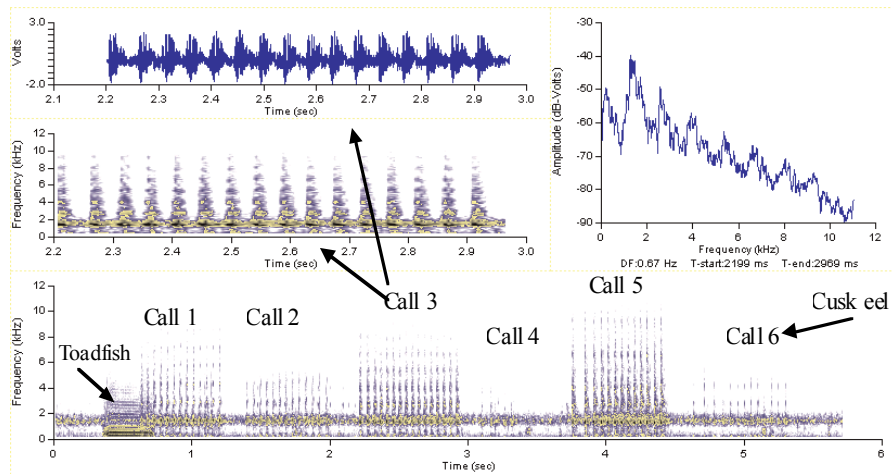 3.0
Volts
-2.0
2.1 2.2 2.3 2.4 2.5 2.6 2.7 2.8 2.9 3.0
Time (sec)
12
10
8
6
4
2
0
Frequency (kHz)
2.2 2.3 2.4 2.5 2.6 2.7 2.8 2.9 3.0
Time (sec)
-30
-40
-50
-60
-70
-80
-90
Amplitude (dB-Volts)
0 2 4 6 8 10 12
Frequency (kHz)
DF:0.67 Hz T-start:2199 ms T-end:2969 ms
12
10
8
6
4
2
0
Frequency (kHz)
Call 1
Call 2
Call 3
Call 4
Call 5
Call 6
Cusk eel
Toadfish
0 1 2 3 4 5 6
Time (sec)